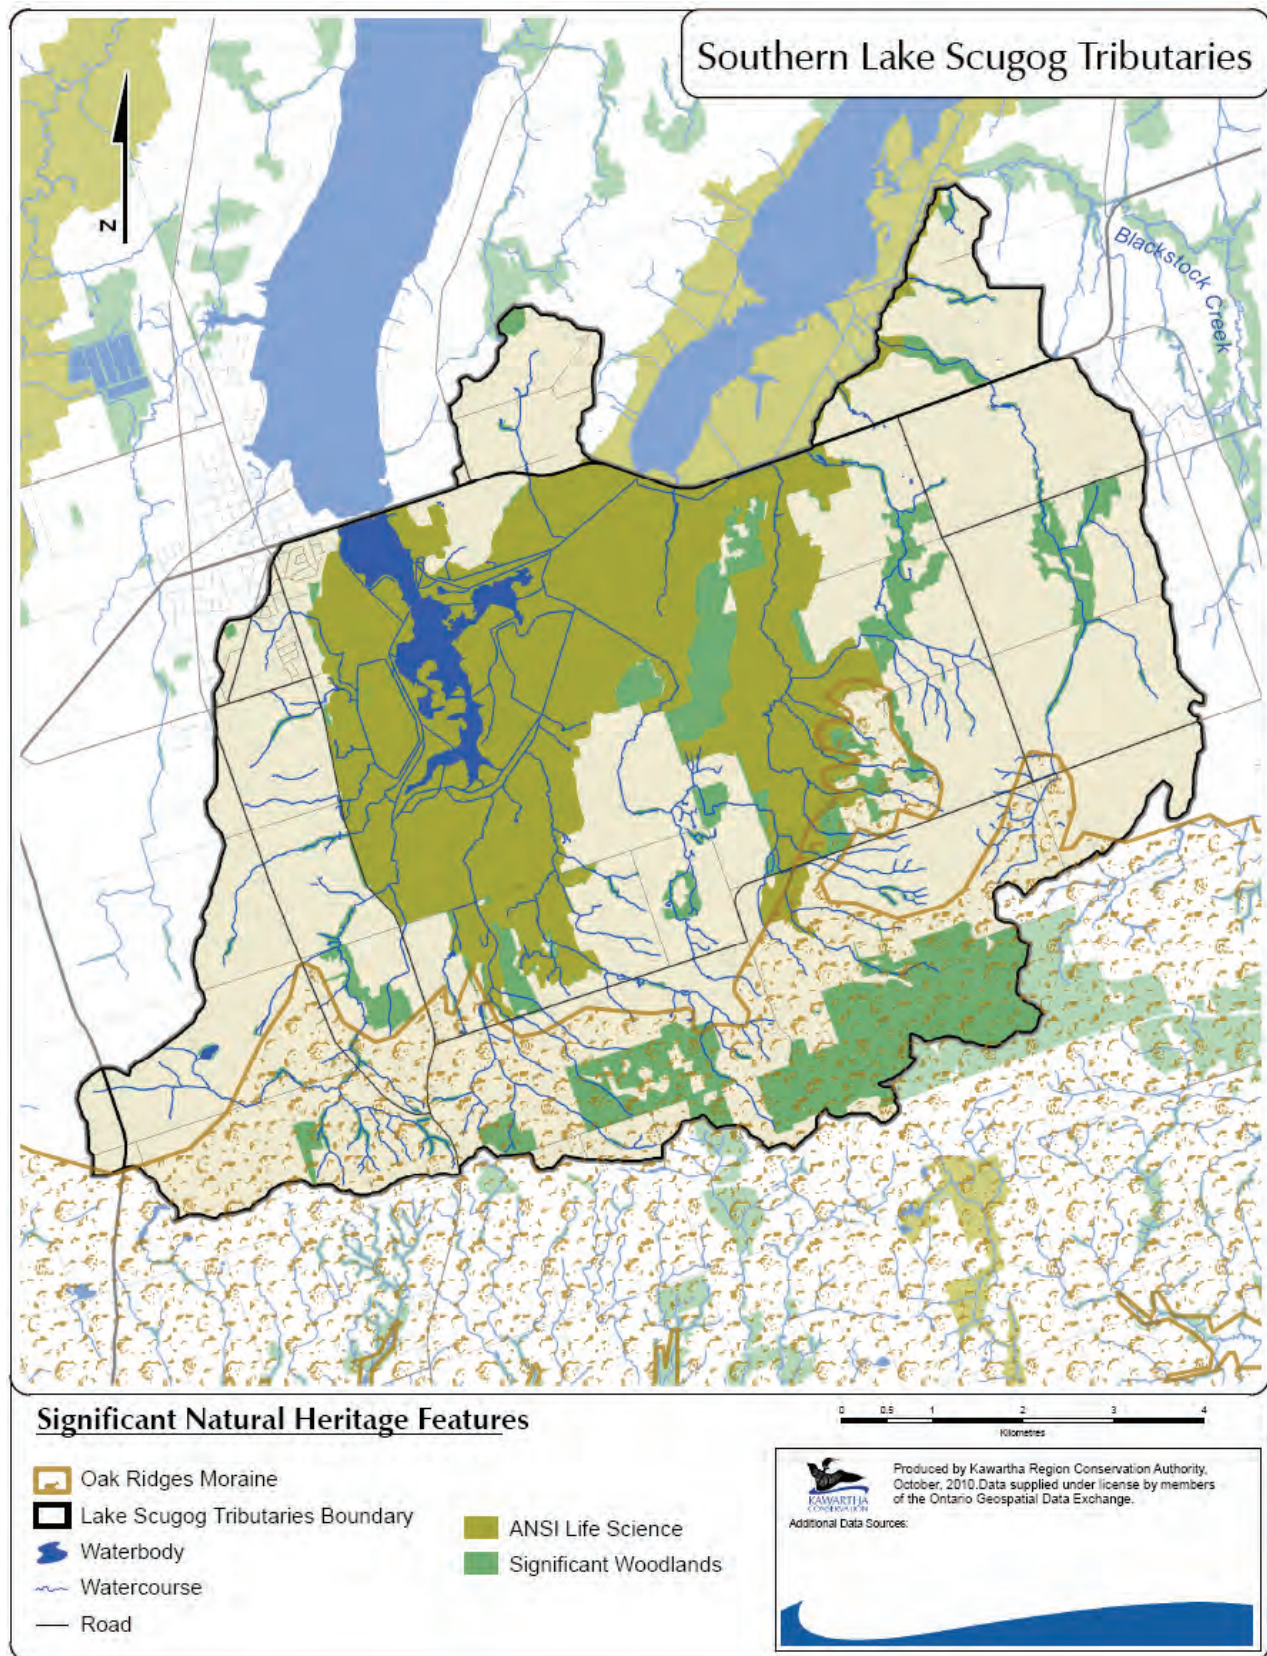 Southern Lake Scugog Tributaries
N
Blackstock Creek
Significant Natural Heritage Features
Oak Ridges Moraine
Lake Scugog Tributaries Boundary
Waterbody
Watercourse
Road
ANSI Life Science
Significant Woodlands
0 0.5 1 2 3 4
Kilometres
KAWARTHA
CONSERVATION
Produced by Kawartha Region Conservation Authority,
October, 2010.Data supplied under license by members
of the Ontario Geospatial Data Exchange.
Additional Data Sources: